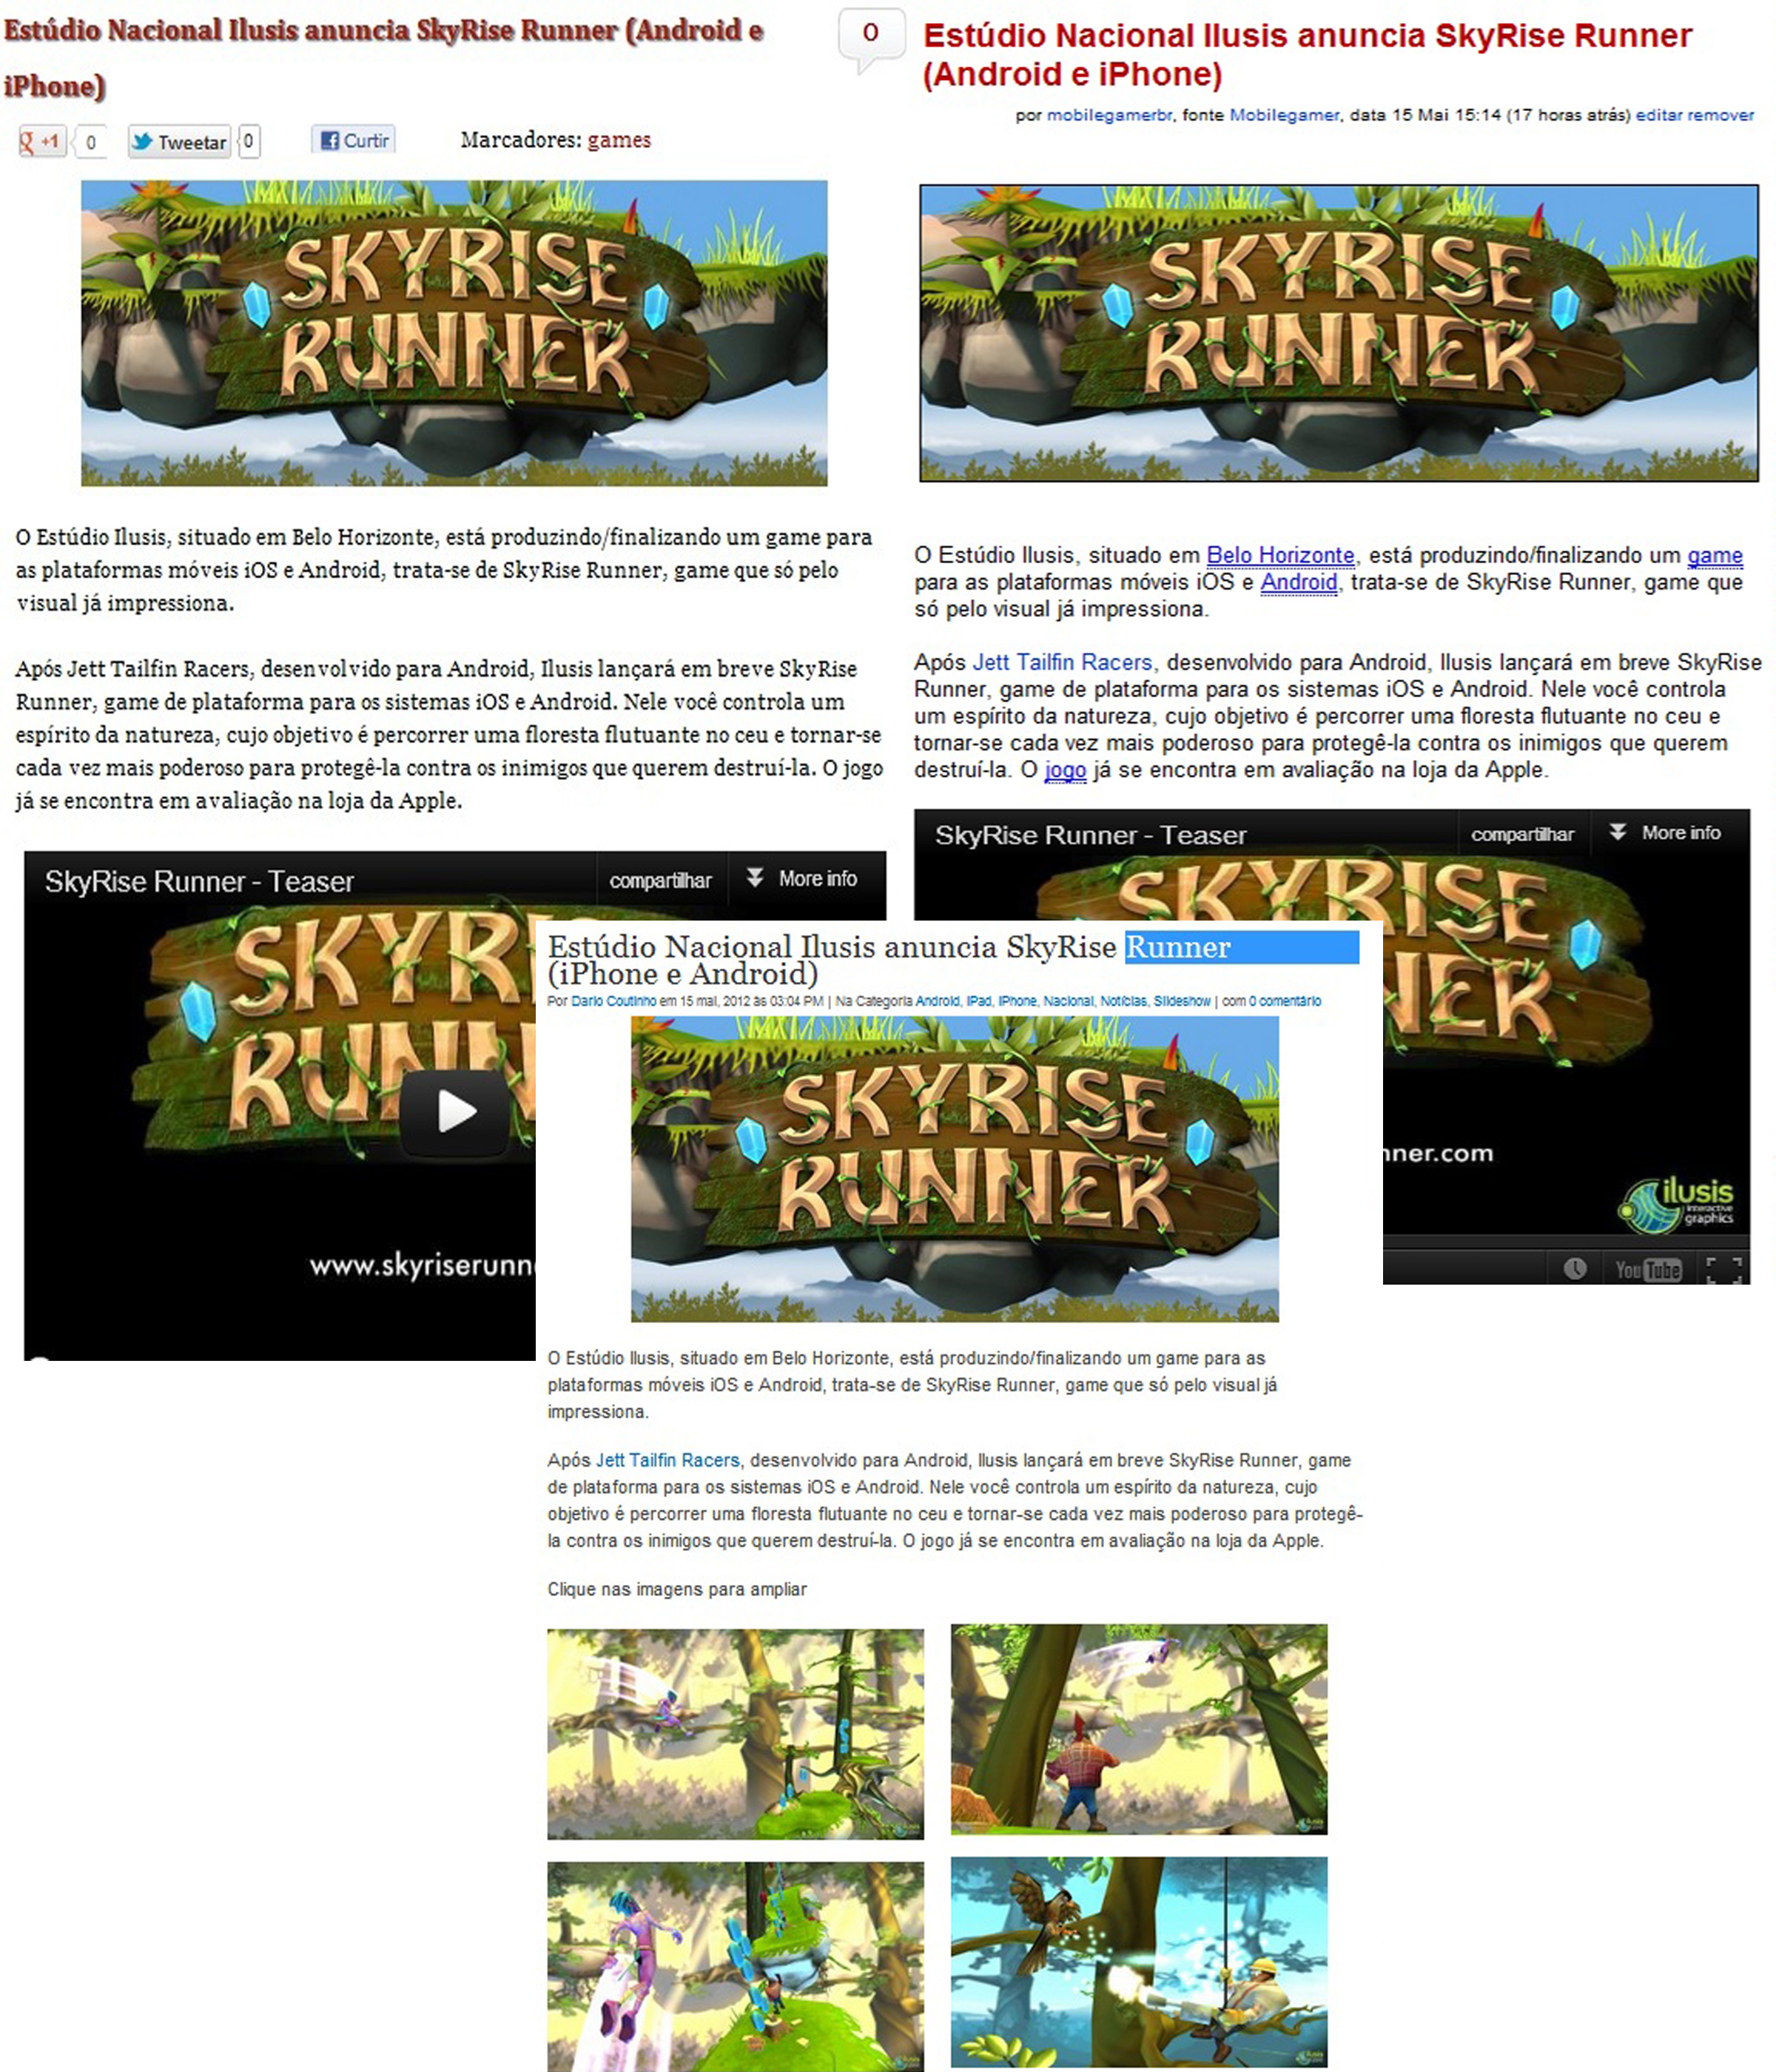 Estúdio Nacional Ilusis anuncia SkyRise Runner (Android e
iPhone)
+1
0
Tweetar
0
Curtir
Marcadores: games
SKYRISE
RUNNER
O Estúdio Ilusis, situado em Belo Horizonte, está produzindo/finalizando um game para
as plataformas móveis iOS e Android, trata-se de SkyRise Runner, game que só pelo
visual já impressiona.
Após Jett Tailfin Racers, desenvolvido para Android, Ilusis lançará em breve SkyRise
Runner, game de plataforma para os sistemas iOS e Android. Nele você controla um
espírito da natureza, cujo objetivo é percorrer uma floresta flutuante no ceu e tornar-se
cada vez mais poderoso para protegê-la contra os inimigos que querem destruí-la. O jogo
já se encontra em avaliação na loja da Apple.
SkyRise Runner - Teaser
compartilhar
More info
SKYR
RUNN
www.skyriserunn
0
Estúdio Nacional Ilusis anuncia SkyRise Runner
(Android e iPhone)
por mobilegamerbr, fonte Mobilegamer, data 15 Mai 15:14 (17 horas atrás) editar remover
SKYRISE
RUNNER
O Estúdio Ilusis, situado em Belo Horizonte, está produzindo/finalizando um game
para as plataformas móveis iOS e Android, trata-se de SkyRise Runner, game que
só pelo visual já impressiona.
Após Jett Tailfin Racers, desenvolvido para Android, Ilusis lançará em breve SkyRise
Runner, game de plataforma para os sistemas iOS e Android. Nele você controla
um espírito da natureza, cujo objetivo é percorrer uma floresta flutuante no ceu e
tornar-se cada vez mais poderoso para protegê-la contra os inimigos que querem
destruí-la. O jogo já se encontra em avaliação na loja da Apple.
SkyRise Runner - Teaser
compartilhar
More info
SKYRISE
NER
nner.com
ilusis
interactive
graphics
YouTube
Estúdio Nacional Ilusis anuncia SkyRise Runner
(iPhone e Android)
Por Dario Coutinho em 15 mai, 2012 às 03:04 PM | Na Categoria Android, iPad, iPhone, Nacional, Notícias, Slideshow | com 0 comentário
SKYRISE
RUNNER
O Estúdio Ilusis, situado em Belo Horizonte, está produzindo/finalizando um game para as
plataformas móveis iOS e Android, trata-se de SkyRise Runner, game que só pelo visual já
impressiona.
Após Jett Tailfin Racers, desenvolvido para Android, Ilusis lançará em breve SkyRise Runner, game
de plataforma para os sistemas iOS e Android. Nele você controla um espírito da natureza, cujo
objetivo é percorrer uma floresta flutuante no ceu e tornar-se cada vez mais poderoso para protegê-
la contra os inimigos que querem destruí-la. O jogo já se encontra em avaliação na loja da Apple.
Clique nas imagens para ampliar